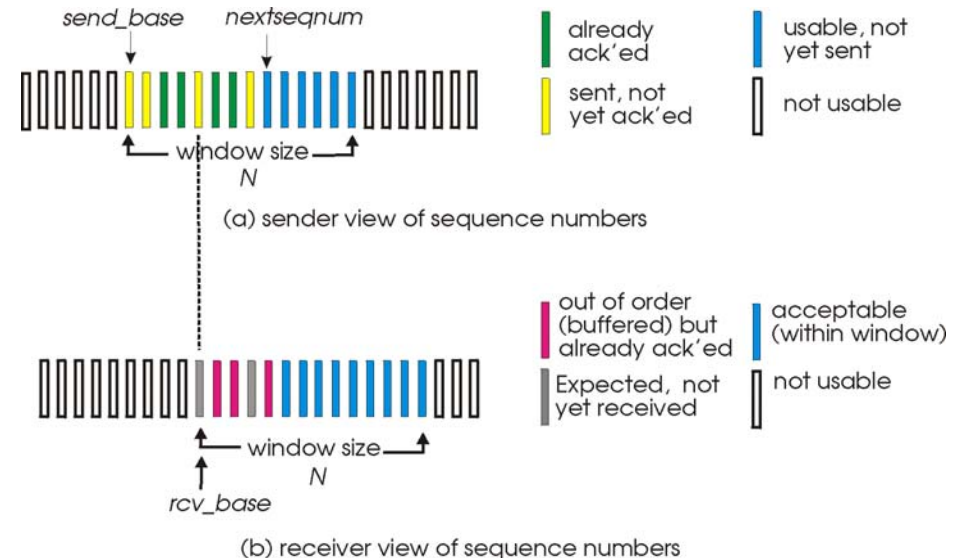 send_base
nextseqnum
already
ack'ed
usable, not
yet sent
sent, not
yet ack'ed
not usable
window size
N
(a) sender view of sequence numbers
out of order
(buffered) but
already ack'ed
acceptable
(within window)
Expected, not
yet received
not usable
window size
N
rcv_base
(b) receiver view of sequence numbers